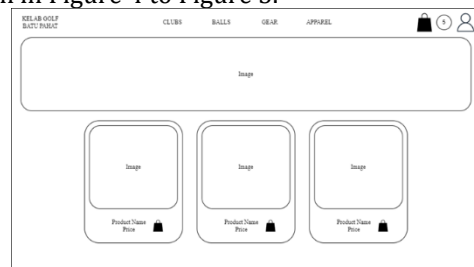 n in Figure 4 to Figure 5.
KELAB GOLF
BATU PAHAT
CLUBS BALLS GEAR APPAREL
$
Image
Image Image Image
Product Name Product Name Product Name
Price Price Price